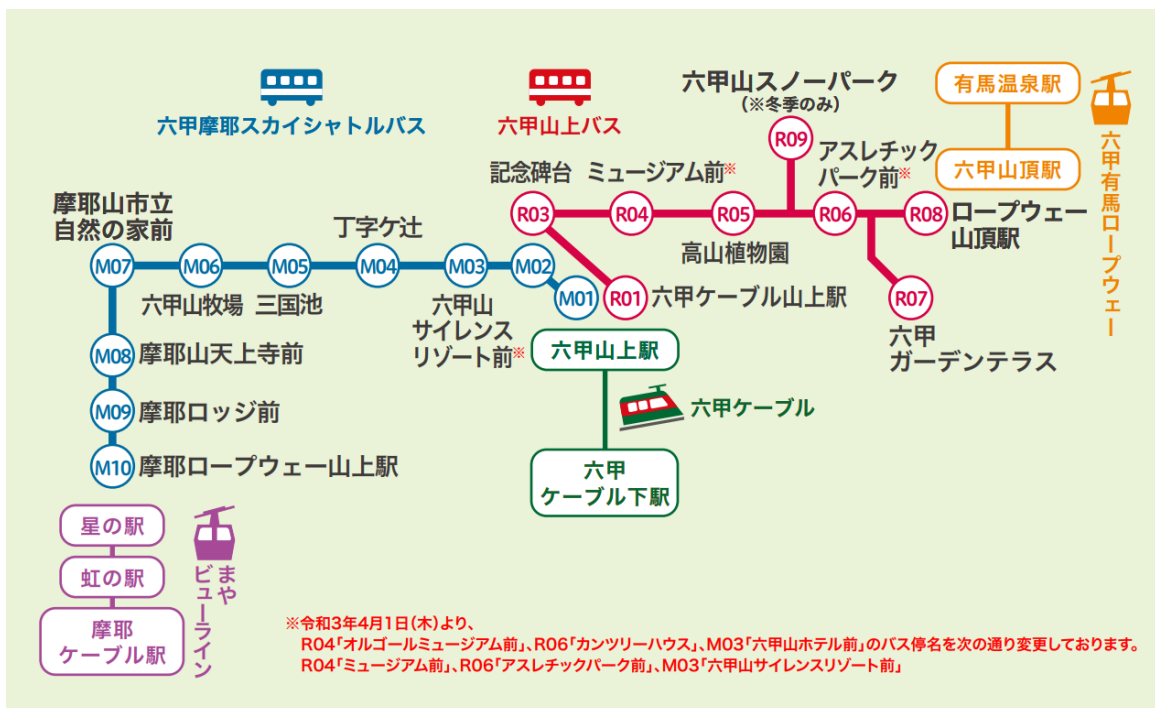 六甲摩耶スカイシャトルバス
六甲山上バス
六甲山スノーパーク
(※冬季のみ)
R09
有馬温泉駅
六甲山頂駅
六甲有馬ロープウェー
記念碑台
ミュージアム前※
アスレチック
パーク前※
R03
R04
R05
R06
R08
ロープウェー
山頂駅
高山植物園
R01
六甲ケーブル山上駅
R07
六甲
ガーデンテラス
摩耶山市立
自然の家前
丁字ケ辻
M07
M06
M05
M04
M03
M02
M01
六甲山牧場
三国池
六甲山
サイレンス
リゾート前※
M08
摩耶山天上寺前
M09
摩耶ロッジ前
M10
摩耶ロープウェー山上駅
六甲山上駅
六甲ケーブル
六甲
ケーブル下駅
星の駅
虹の駅
摩耶
ケーブル駅
まや
ビューライン
※令和3年4月1日(木)より、
R04「オルゴールミュージアム前」、R06「カンツリーハウス」、M03「六甲山ホテル前」のバス停名を次の通り変更しております。
R04「ミュージアム前」、R06「アスレチックパーク前」、M03「六甲山サイレンスリゾート前」